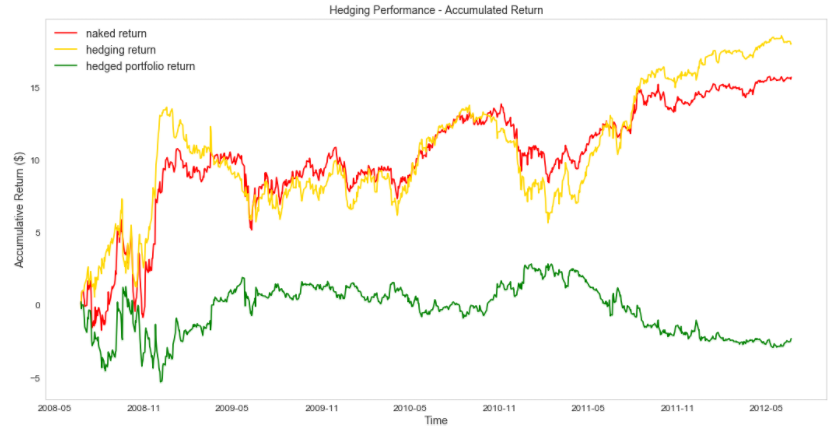 Hedging Performance - Accumulated Return
naked return
hedging return
hedged portfolio return
Accumulative Return ($)
15
10
5
0
−5
2008-05 2008-11 2009-05 2009-11 2010-05 2010-11 2011-05 2011-11 2012-05
Time